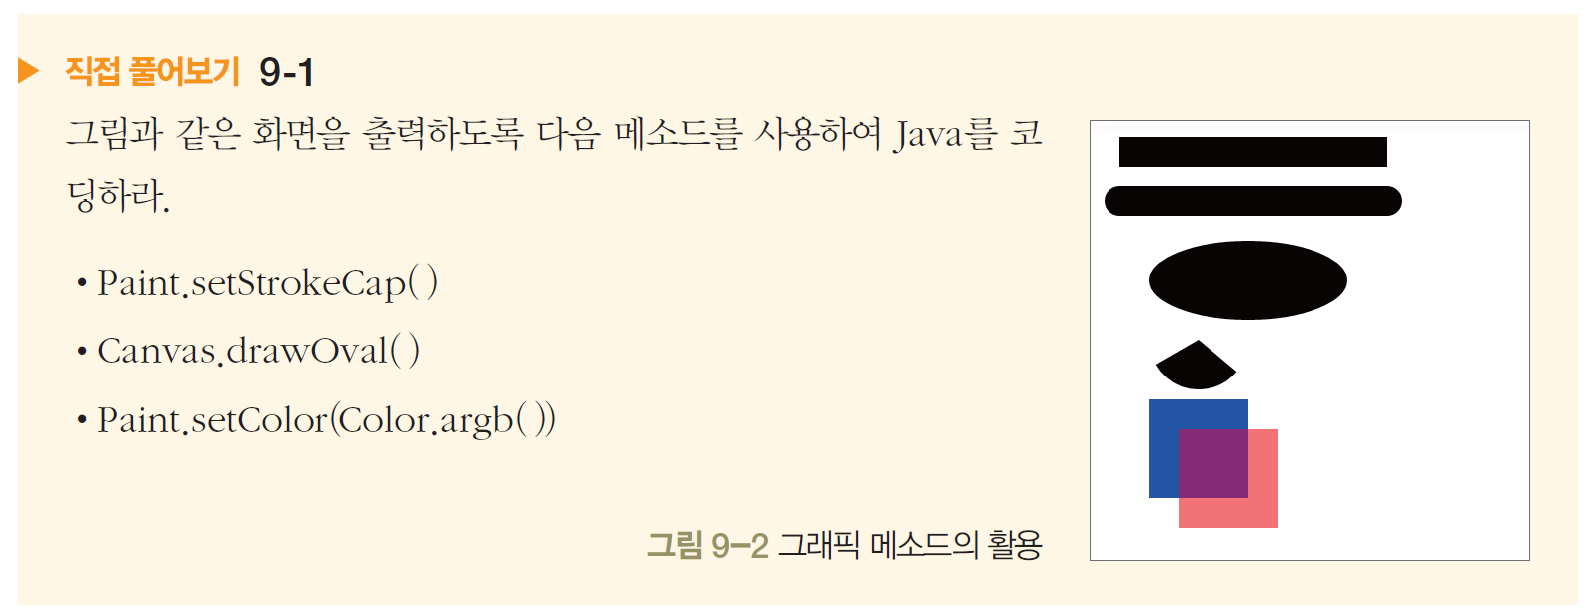 ▶ 직접 풀어보기 9-1
그림과 같은 화면을 출력하도록 다음 메소드를 사용하여 Java를 코
딩하라.
• Paint.setStrokeCap( )
• Canvas.drawOval( )
• Paint.setColor(Color.argb( ))
그림 9-2 그래픽 메소드의 활용